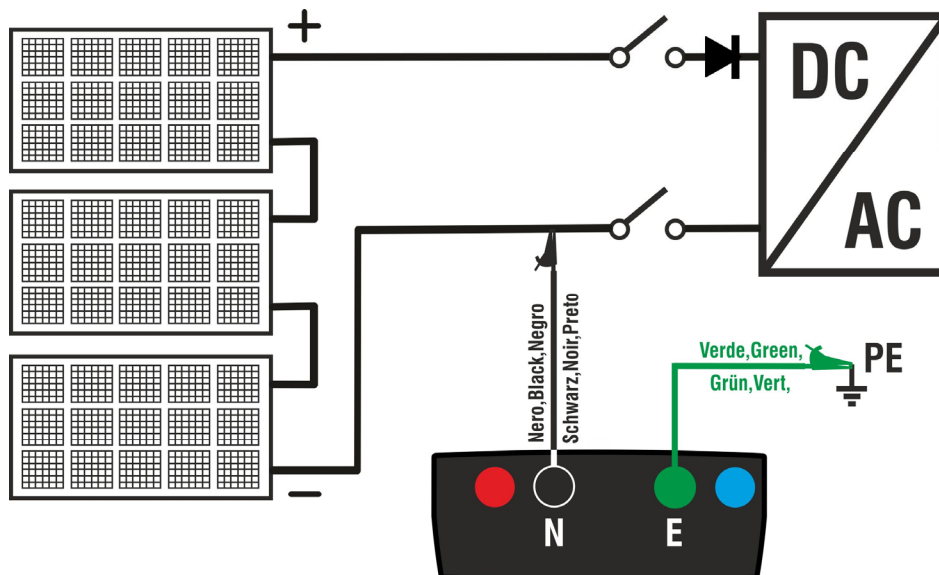 +
DC
AC
Nero,Black,Negro
Schwarz,Noir,Preto
Verde,Green,
Grün,Vert,
PE
−
N
E